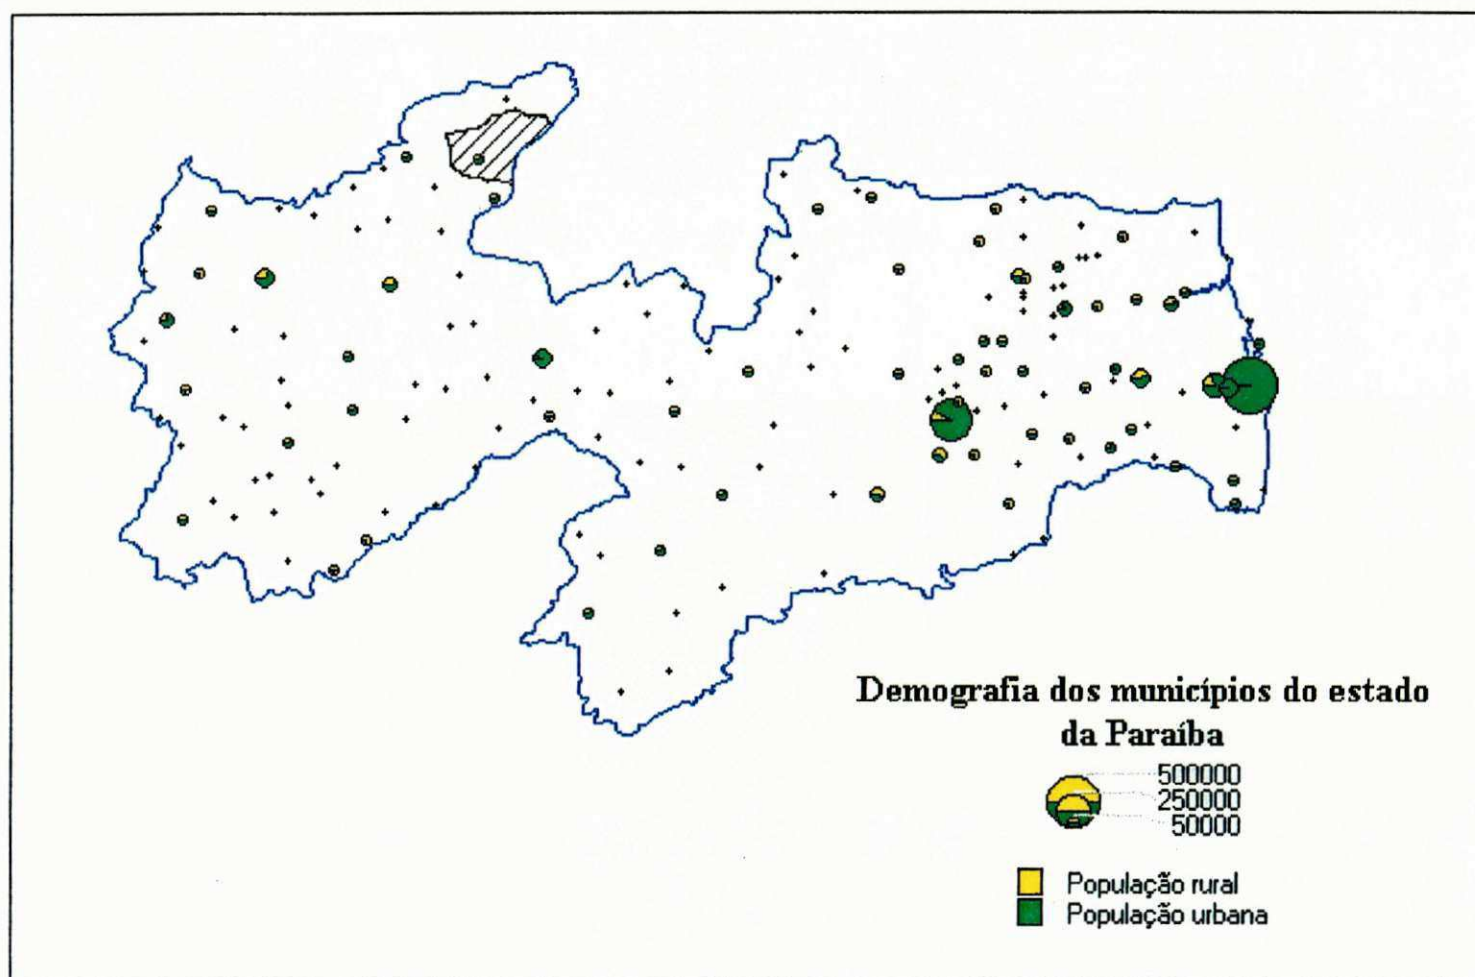 Demografia dos municípios do estado
da Paraíba
500000
250000
50000
População rural
População urbana